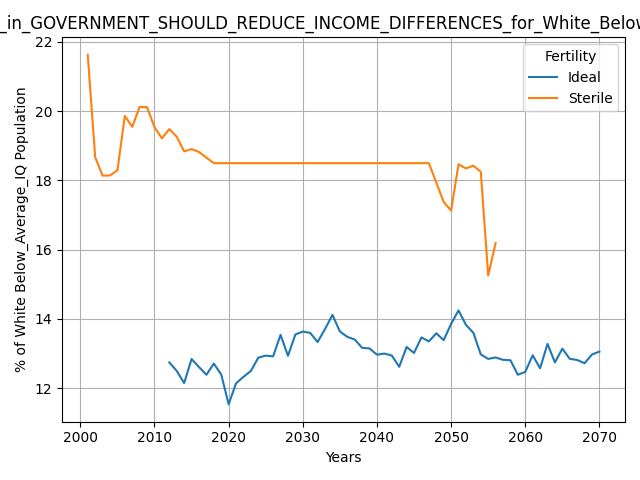 _in_GOVERNMENT_SHOULD_REDUCE_INCOME_DIFFERENCES_for_White_Below
Fertility
Ideal
Sterile
% of White Below_Average_IQ Population
22
20
18
16
14
12
2000 2010 2020 2030 2040 2050 2060 2070
Years